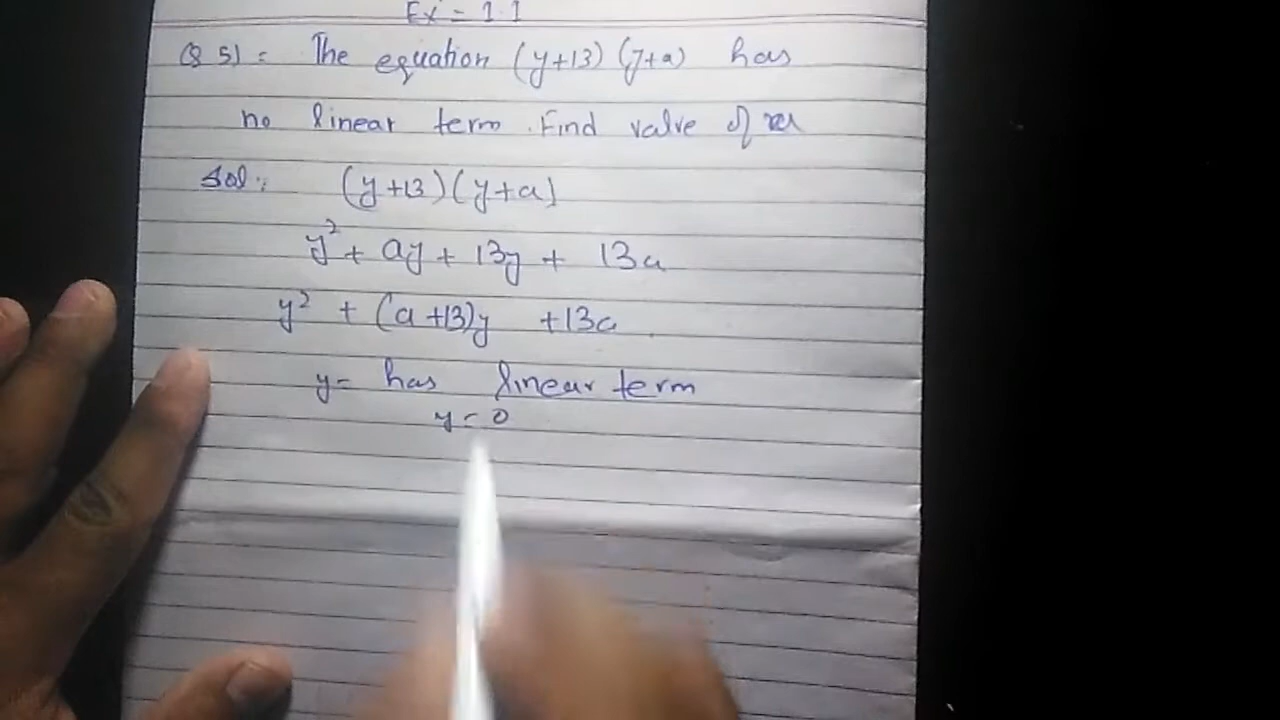 Ex = 1.1
Q 5) = The equation (y+13) (y+a) has
no linear term. Find value of
Sol: (y+13)(y+a)
y² + ay + 13y + 13a
y² + (a+13)y +13a
y = has linear term
y = 0